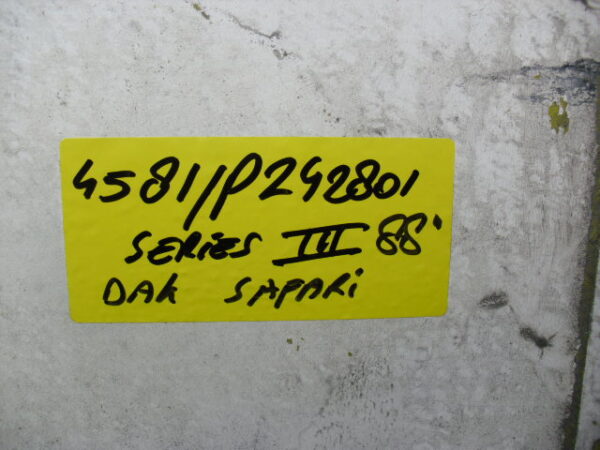 4581//P242801
SERIES III 88'
DAK SAFARI